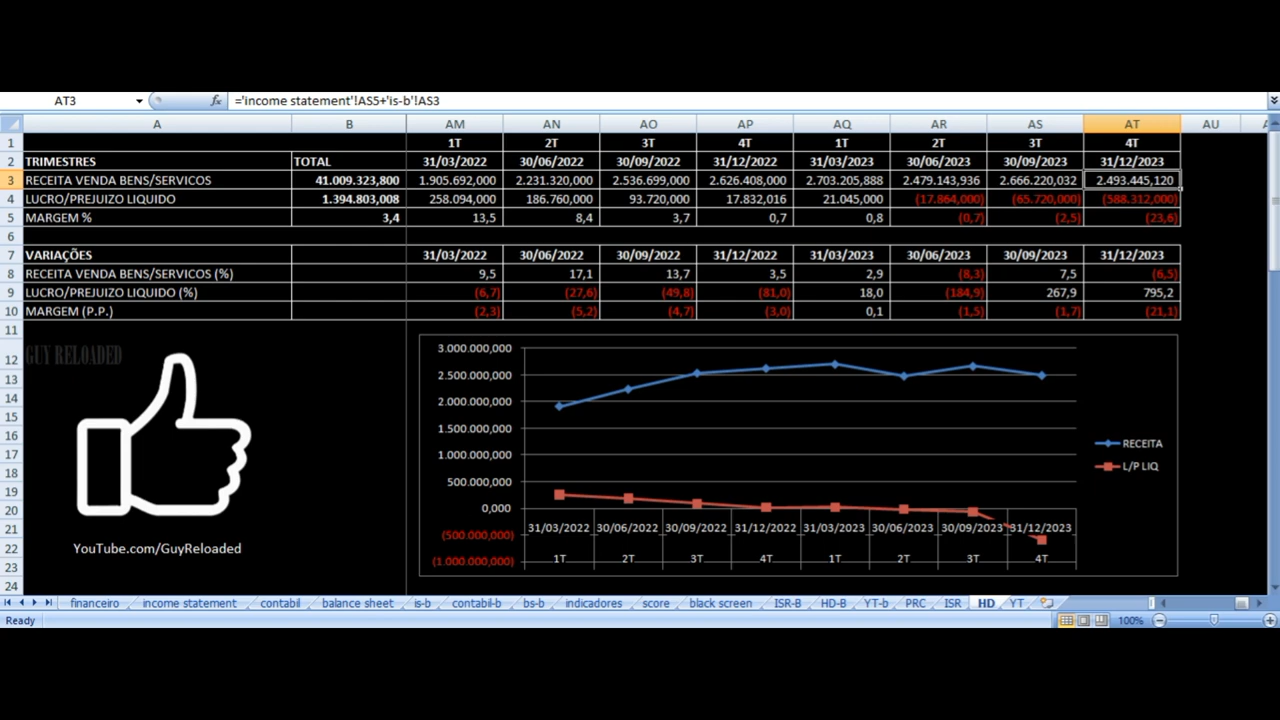 AT3 fx ='income statement'!AS5+'is-b'!AS3
A B AM AN AO AP AQ AR AS AT AU
1 1T 2T 3T 4T 1T 2T 3T 4T
2 TRIMESTRES TOTAL 31/03/2022 30/06/2022 30/09/2022 31/12/2022 31/03/2023 30/06/2023 30/09/2023 31/12/2023
3 RECEITA VENDA BENS/SERVICOS 41.009.323,800 1.905.692,000 2.231.320,000 2.536.699,000 2.626.408,000 2.703.205,888 2.479.143,936 2.666.220,032 2.493.445,120
4 LUCRO/PREJUIZO LIQUIDO 1.394.803,008 258.094,000 186.760,000 93.720,000 17.832,016 21.045,000 (17.864,000) (65.720,000) (588.312,000)
5 MARGEM % 3,4 13,5 8,4 3,7 0,7 0,8 (0,7) (2,5) (23,6)
6
7 VARIAÇÕES 31/03/2022 30/06/2022 30/09/2022 31/12/2022 31/03/2023 30/06/2023 30/09/2023 31/12/2023
8 RECEITA VENDA BENS/SERVICOS (%) 9,5 17,1 13,7 3,5 2,9 (8,3) 7,5 (6,5)
9 LUCRO/PREJUIZO LIQUIDO (%) (6,7) (27,6) (49,8) (81,0) 18,0 (184,9) 267,9 795,2
10 MARGEM (P.P.) (2,3) (5,2) (4,7) (3,0) 0,1 (1,5) (1,7) (21,1)
11
12 GUY RELOADED
13
14
15
16
17
18
19
20
21
22
23
24
YouTube.com/GuyReloaded
3.000.000,000
2.500.000,000
2.000.000,000
1.500.000,000
1.000.000,000
500.000,000
0,000
(500.000,000)
(1.000.000,000)
31/03/2022 30/06/2022 30/09/2022 31/12/2022 31/03/2023 30/06/2023 30/09/2023 31/12/2023
1T 2T 3T 4T 1T 2T 3T 4T
RECEITA
L/P LIQ
financeiro income statement contabil balance sheet is-b contabil-b bs-b indicadores score black screen ISR-B HD-B YT-b PRC ISR HD YT
Ready 100%